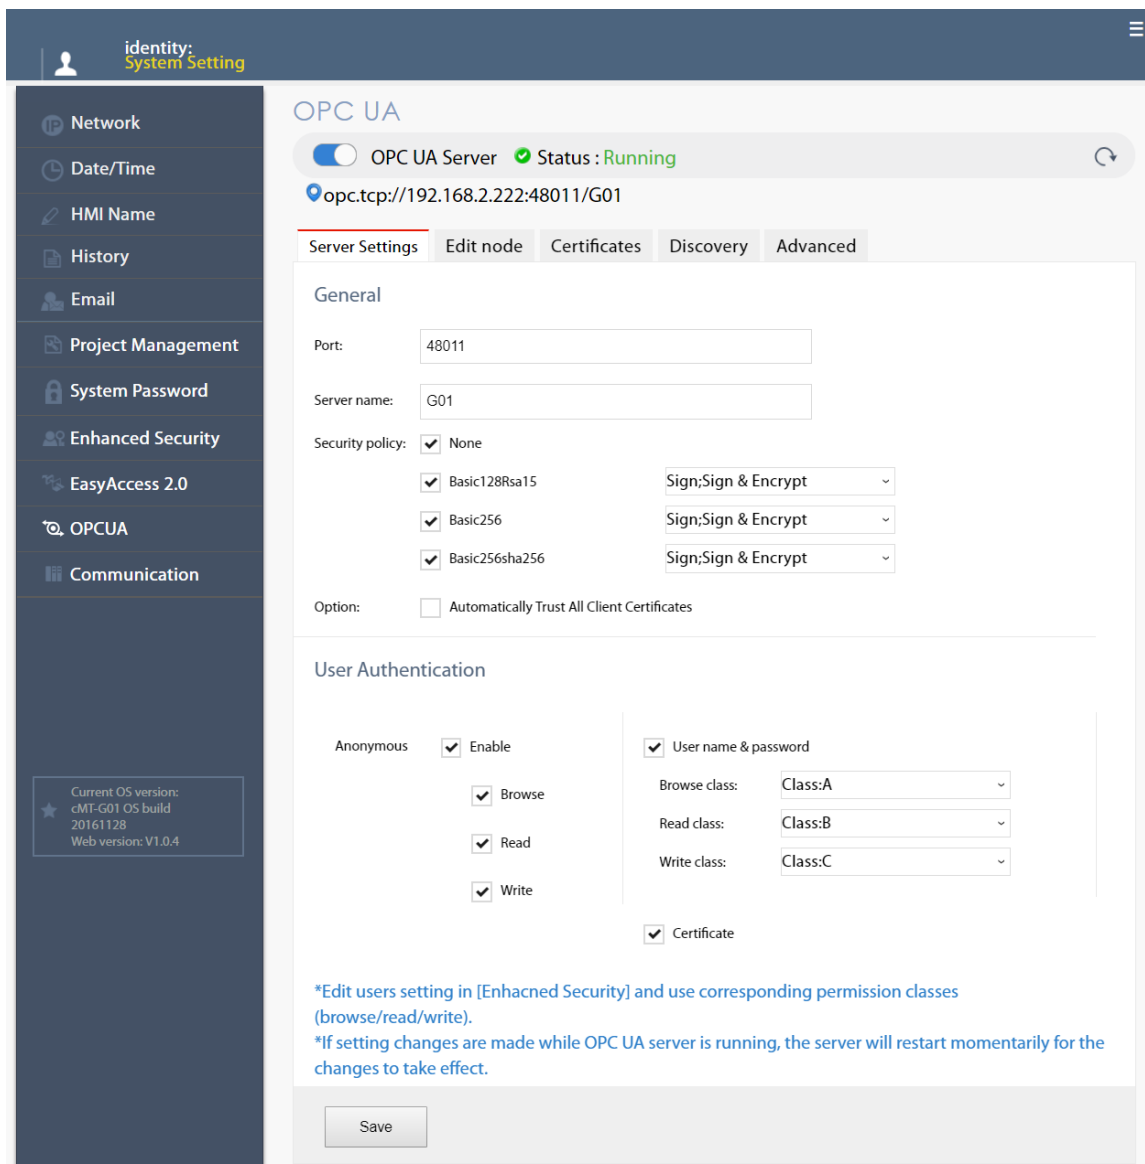 identity:
System Setting
Network
Date/Time
HMI Name
History
Email
Project Management
System Password
Enhanced Security
EasyAccess 2.0
OPCUA
Communication
Current OS version:
cMT-G01 OS build
20161128
Web version: V1.0.4
OPC UA
OPC UA Server Status : Running
opc.tcp://192.168.2.222:48011/G01
Server Settings Edit node Certificates Discovery Advanced
General
Port: 48011
Server name: G01
Security policy: None
Basic128Rsa15 Sign;Sign & Encrypt
Basic256 Sign;Sign & Encrypt
Basic256sha256 Sign;Sign & Encrypt
Option: Automatically Trust All Client Certificates
User Authentication
Anonymous Enable User name & password
Browse class: Class:A
Browse
Read class: Class:B
Read
Write class: Class:C
Write
Certificate
*Edit users setting in [Enhacned Security] and use corresponding permission classes
(browse/read/write).
*If setting changes are made while OPC UA server is running, the server will restart momentarily for the
changes to take effect.
Save